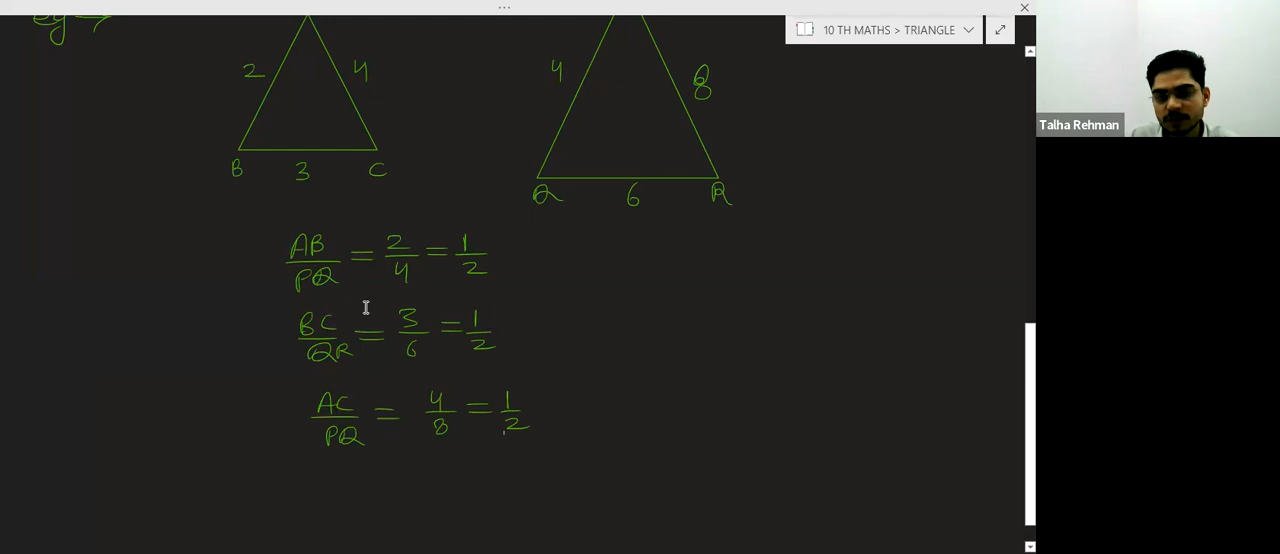 eg →
10 TH MATHS > TRIANGLE
Talha Rehman
2 4
4 8
B 3 C
Q 6 R
AB/PQ = 2/4 = 1/2
BC/QR = 3/6 = 1/2
AC/PQ = 4/8 = 1/2